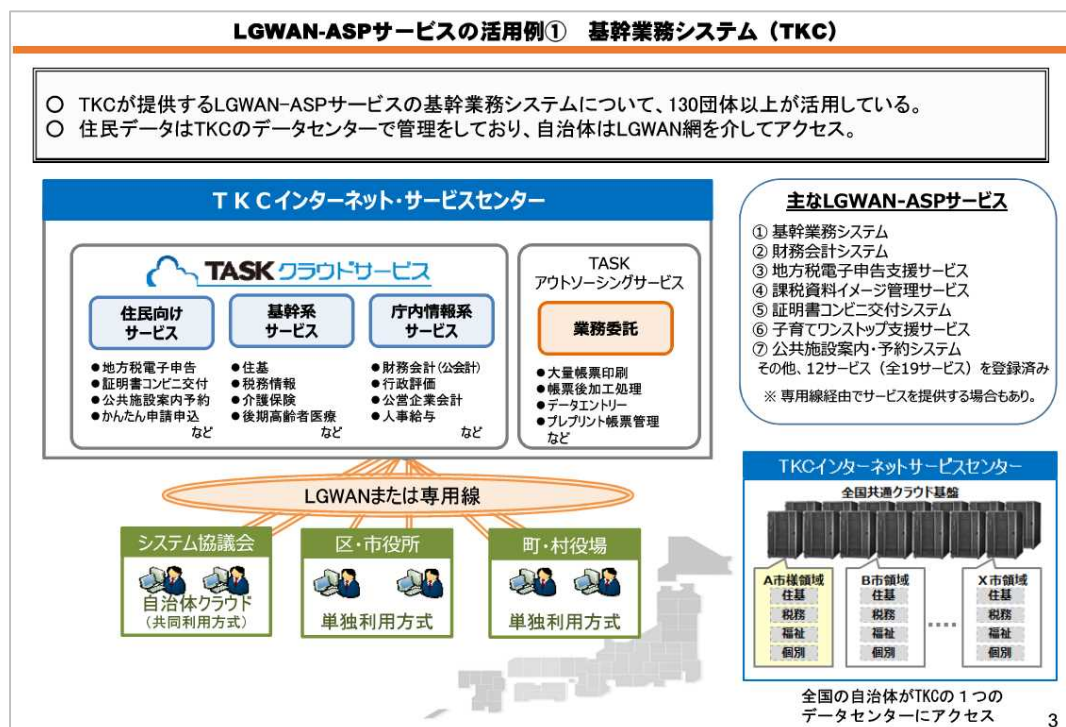 LGWAN-ASPサービスの活用例① 基幹業務システム（TKC）
○ TKCが提供するLGWAN-ASPサービスの基幹業務システムについて、130団体以上が活用している。
○ 住民データはTKCのデータセンターで管理をしており、自治体はLGWAN網を介してアクセス。
ＴＫＣインターネット・サービスセンター
TASKクラウドサービス
住民向け
サービス
●地方税電子申告
●証明書コンビニ交付
●公共施設案内予約
●かんたん申請申込
など
基幹系
サービス
●住基
●税務情報
●介護保険
●後期高齢者医療
など
庁内情報系
サービス
●財務会計(公会計)
●行政評価
●公営企業会計
●人事給与
など
TASK
アウトソーシングサービス
業務委託
●大量帳票印刷
●帳票後加工処理
●データエントリー
●プレプリント帳票管理
など
LGWANまたは専用線
システム協議会
自治体クラウド
（共同利用方式）
区・市役所
単独利用方式
町・村役場
単独利用方式
主なLGWAN-ASPサービス
① 基幹業務システム
② 財務会計システム
③ 地方税電子申告支援サービス
④ 課税資料イメージ管理サービス
⑤ 証明書コンビニ交付システム
⑥ 子育てワンストップ支援サービス
⑦ 公共施設案内・予約システム
その他、12サービス（全19サービス）を登録済み
※ 専用線経由でサービスを提供する場合もあり。
TKCインターネットサービスセンター
全国共通クラウド基盤
A市様領域
住基
税務
福祉
個別
B市領域
住基
税務
福祉
個別
‥‥
X市領域
住基
税務
福祉
個別
全国の自治体がTKCの１つの
データセンターにアクセス
3